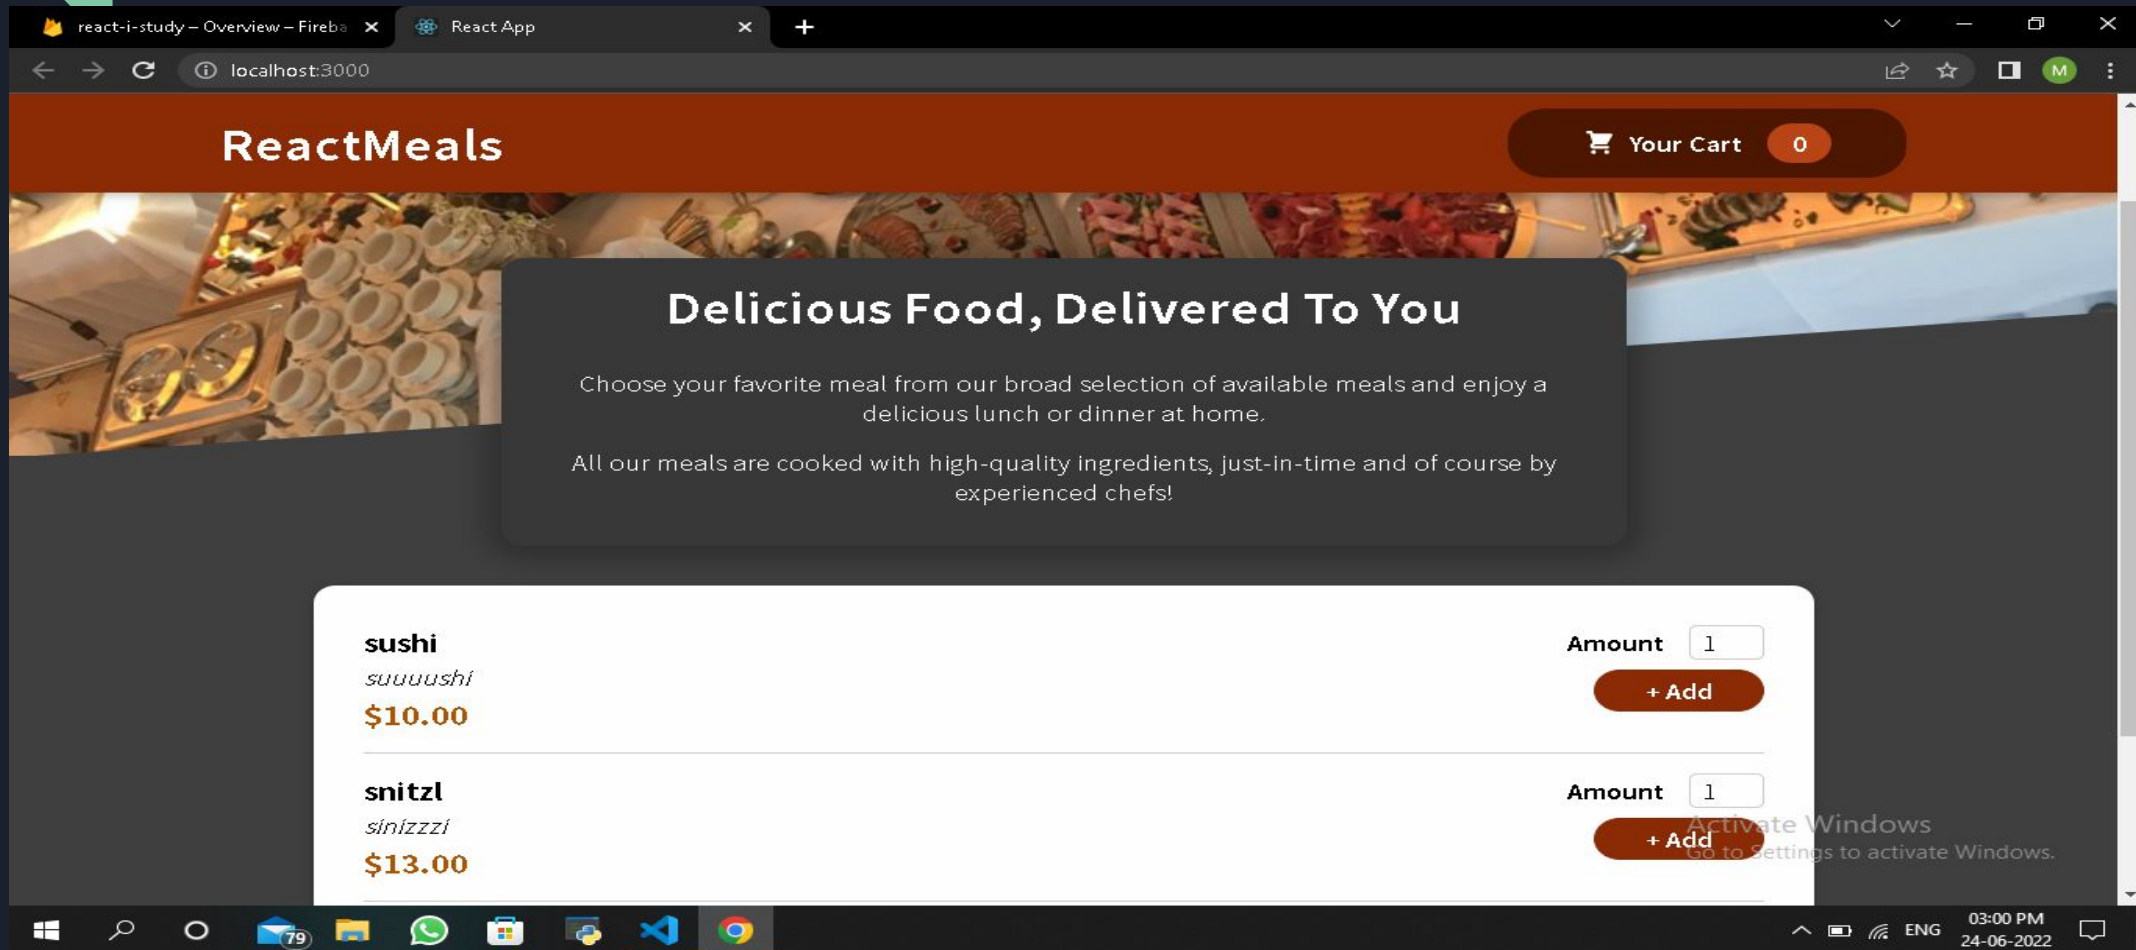 react-i-study – Overview – Fireba
React App
localhost:3000
M
ReactMeals
Your Cart 0
Delicious Food, Delivered To You
Choose your favorite meal from our broad selection of available meals and enjoy a
delicious lunch or dinner at home.
All our meals are cooked with high-quality ingredients, just-in-time and of course by
experienced chefs!
sushi
Amount 1
suuuushi
+ Add
$10.00
snitzl
Amount 1
sinizzzi
+ Add
$13.00
Activate Windows
Go to Settings to activate Windows.
79
ENG
03:00 PM
24-06-2022